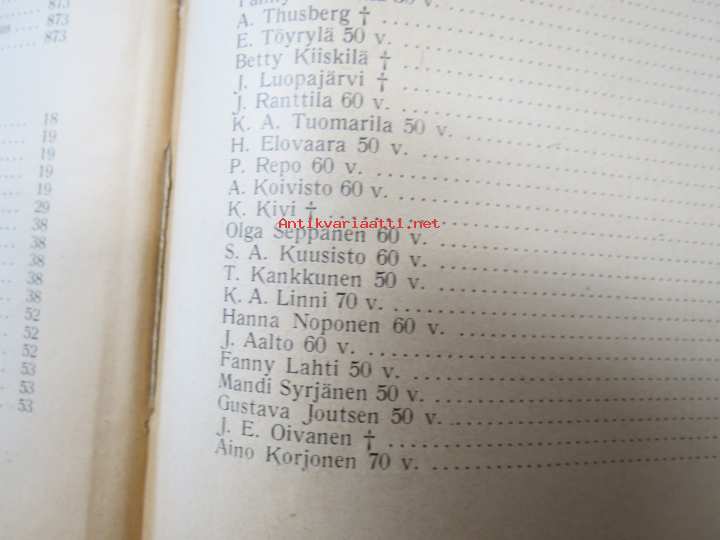 873
873
873
18
19
19
19
19
29
38
38
38
38
38
52
52
52
53
53
53
A. Thusberg †
E. Töyrylä 50 v.
Betty Kiiskilä †
J. Luopajärvi †
J. Ranttila 60 v.
K. A. Tuomarila 50 v.
H. Elovaara 50 v.
P. Repo 60 v.
A. Koivisto 60 v.
K. Kivi †
Antikvariaatti.net
Olga Seppänen 60 v.
S. A. Kuusisto 60 v.
T. Kankkunen 50 v.
K. A. Linni 70 v.
Hanna Noponen 60 v.
J. Aalto 60 v.
Fanny Lahti 50 v.
Mandi Syrjänen 50 v.
Gustava Joutsen 50 v.
J. E. Oivanen †
Aino Korjonen 70 v.